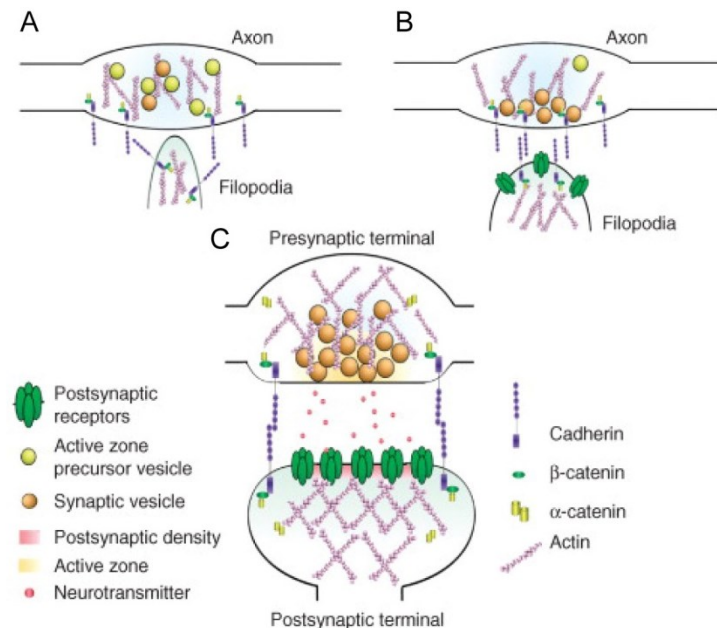 A
Axon
Filopodia
B
Axon
Filopodia
C
Presynaptic terminal
Postsynaptic
receptors
Active zone
precursor vesicle
Synaptic vesicle
Postsynaptic density
Active zone
Neurotransmitter
Cadherin
β-catenin
α-catenin
Actin
Postsynaptic terminal